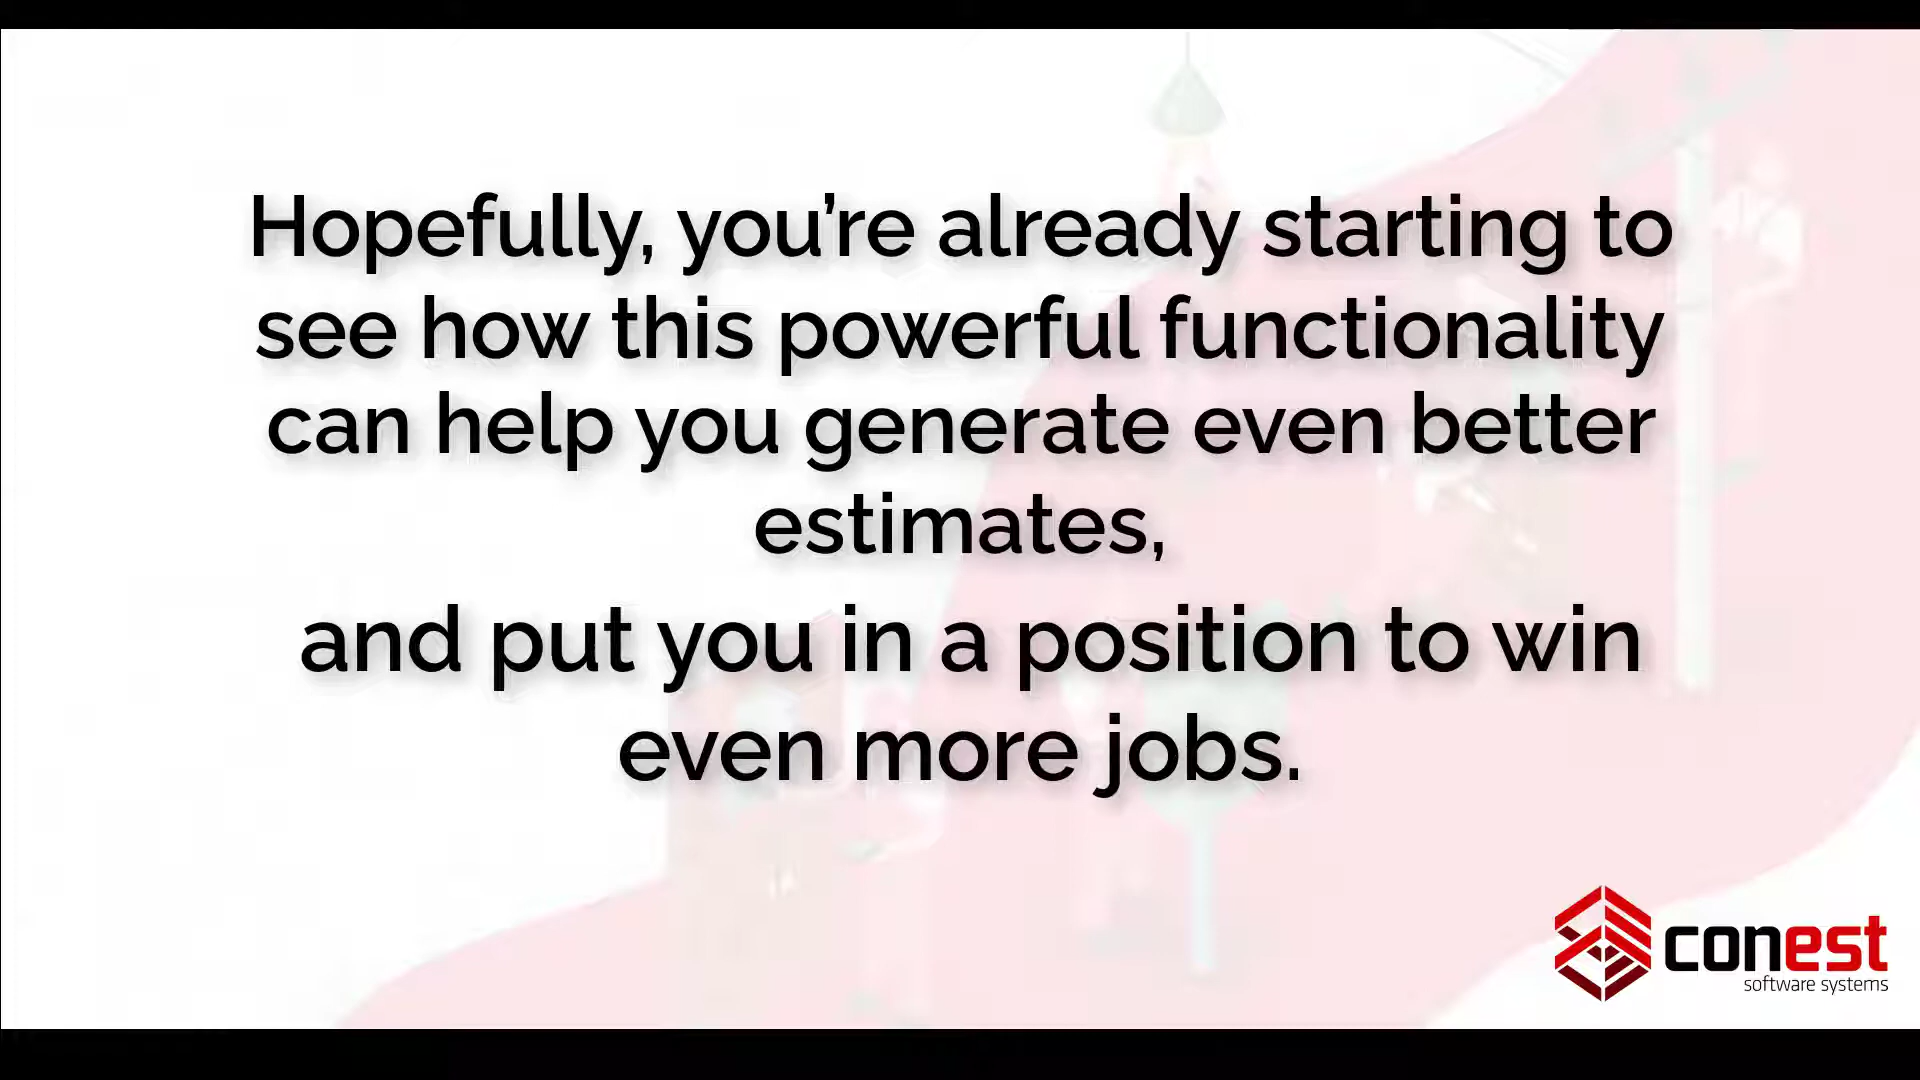 Hopefully, you’re already starting to
see how this powerful functionality
can help you generate even better
estimates,
and put you in a position to win
even more jobs.
conest
software systems